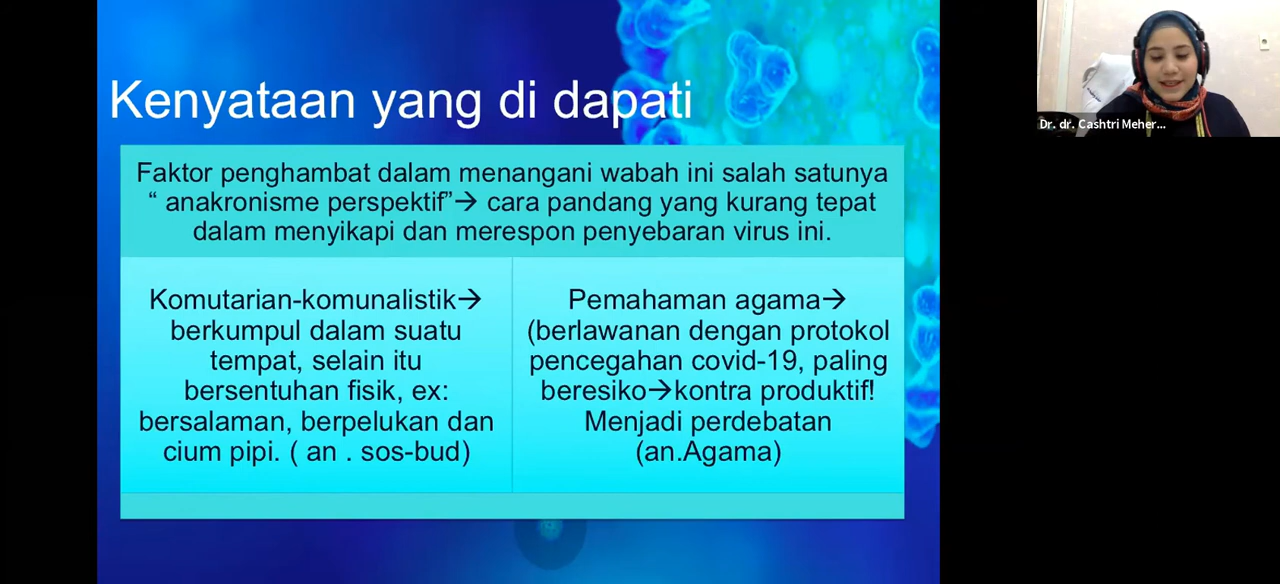 Kenyataan yang di dapati
Faktor penghambat dalam menangani wabah ini salah satunya
“ anakronisme perspektif”→ cara pandang yang kurang tepat
dalam menyikapi dan merespon penyebaran virus ini.
Komutarian-komunalistik→
berkumpul dalam suatu
tempat, selain itu
bersentuhan fisik, ex:
bersalaman, berpelukan dan
cium pipi. ( an . sos-bud)
Pemahaman agama→
(berlawanan dengan protokol
pencegahan covid-19, paling
beresiko→kontra produktif!
Menjadi perdebatan
(an.Agama)
Dr. dr. Cashtri Meher...